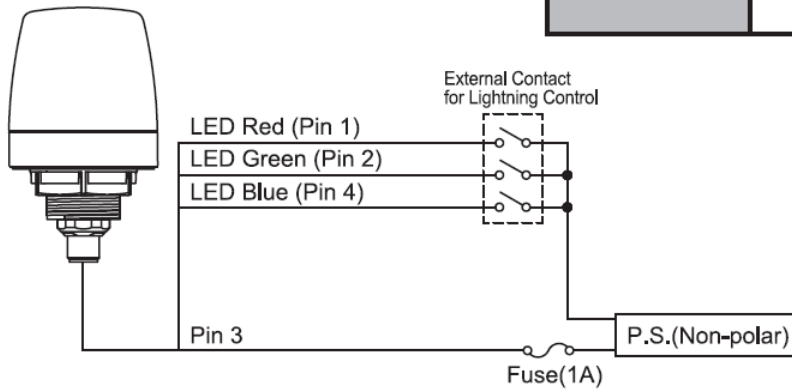 External Contact
for Lightning Control
LED Red (Pin 1)
LED Green (Pin 2)
LED Blue (Pin 4)
Pin 3
P.S.(Non-polar)
Fuse(1A)